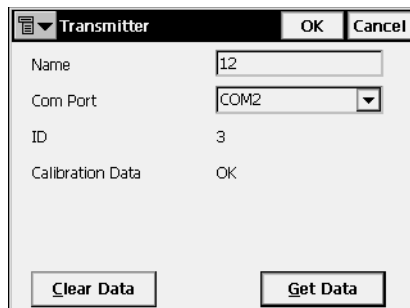 Transmitter OK Cancel
Name 12
Com Port COM2
ID 3
Calibration Data OK
Clear Data Get Data